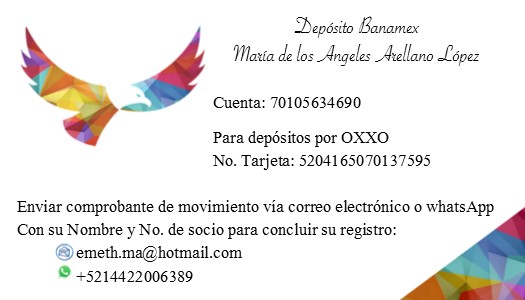 Depósito Banamex
María de los Angeles Arellano López
Cuenta: 70105634690
Para depósitos por OXXO
No. Tarjeta: 5204165070137595
Enviar comprobante de movimiento vía correo electrónico o whatsApp
Con su Nombre y No. de socio para concluir su registro:
emeth.ma@hotmail.com
+5214422006389